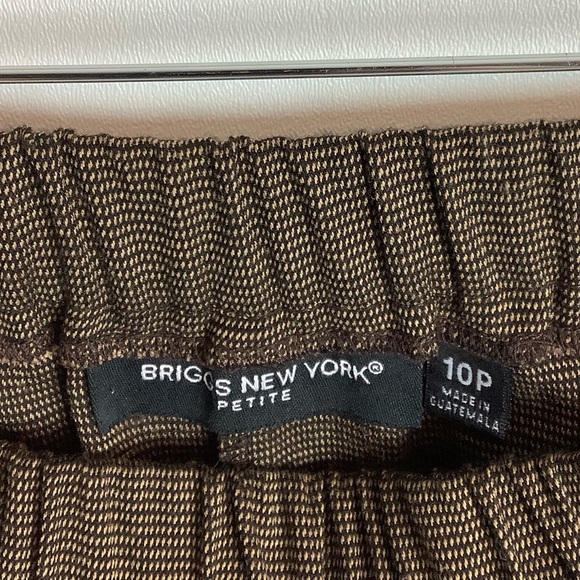 BRIGGS NEW YORK®
PETITE
10P
MADE IN
GUATEMALA